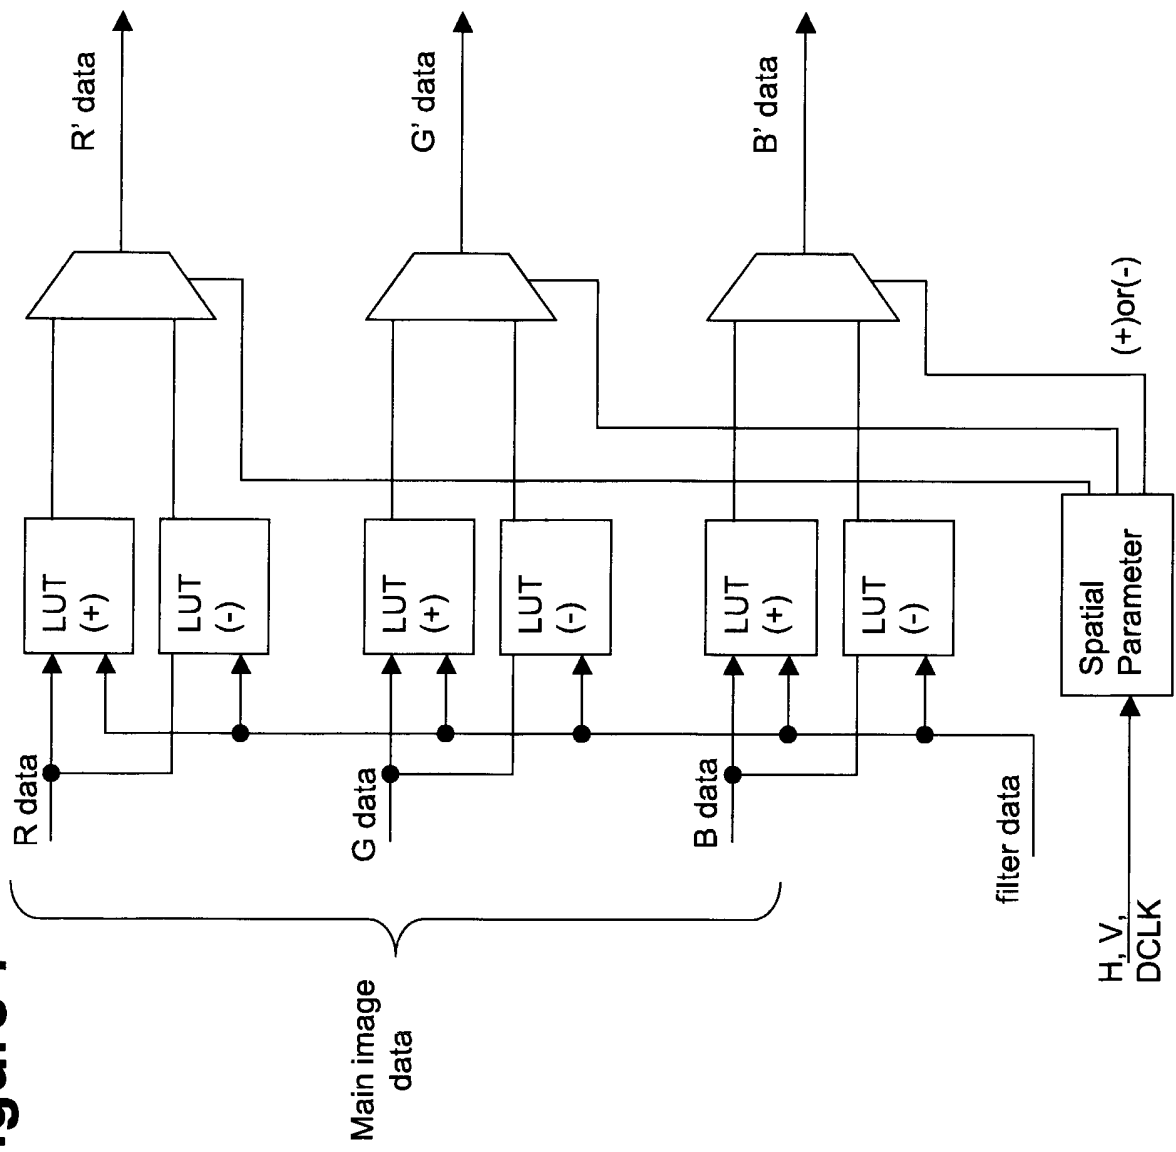 R data
LUT
(+)
LUT
(-)
R' data
G data
LUT
(+)
LUT
(-)
G' data
Main image
data
B data
LUT
(+)
LUT
(-)
B' data
filter data
H, V,
DCLK
Spatial
Parameter
(+)or(-)